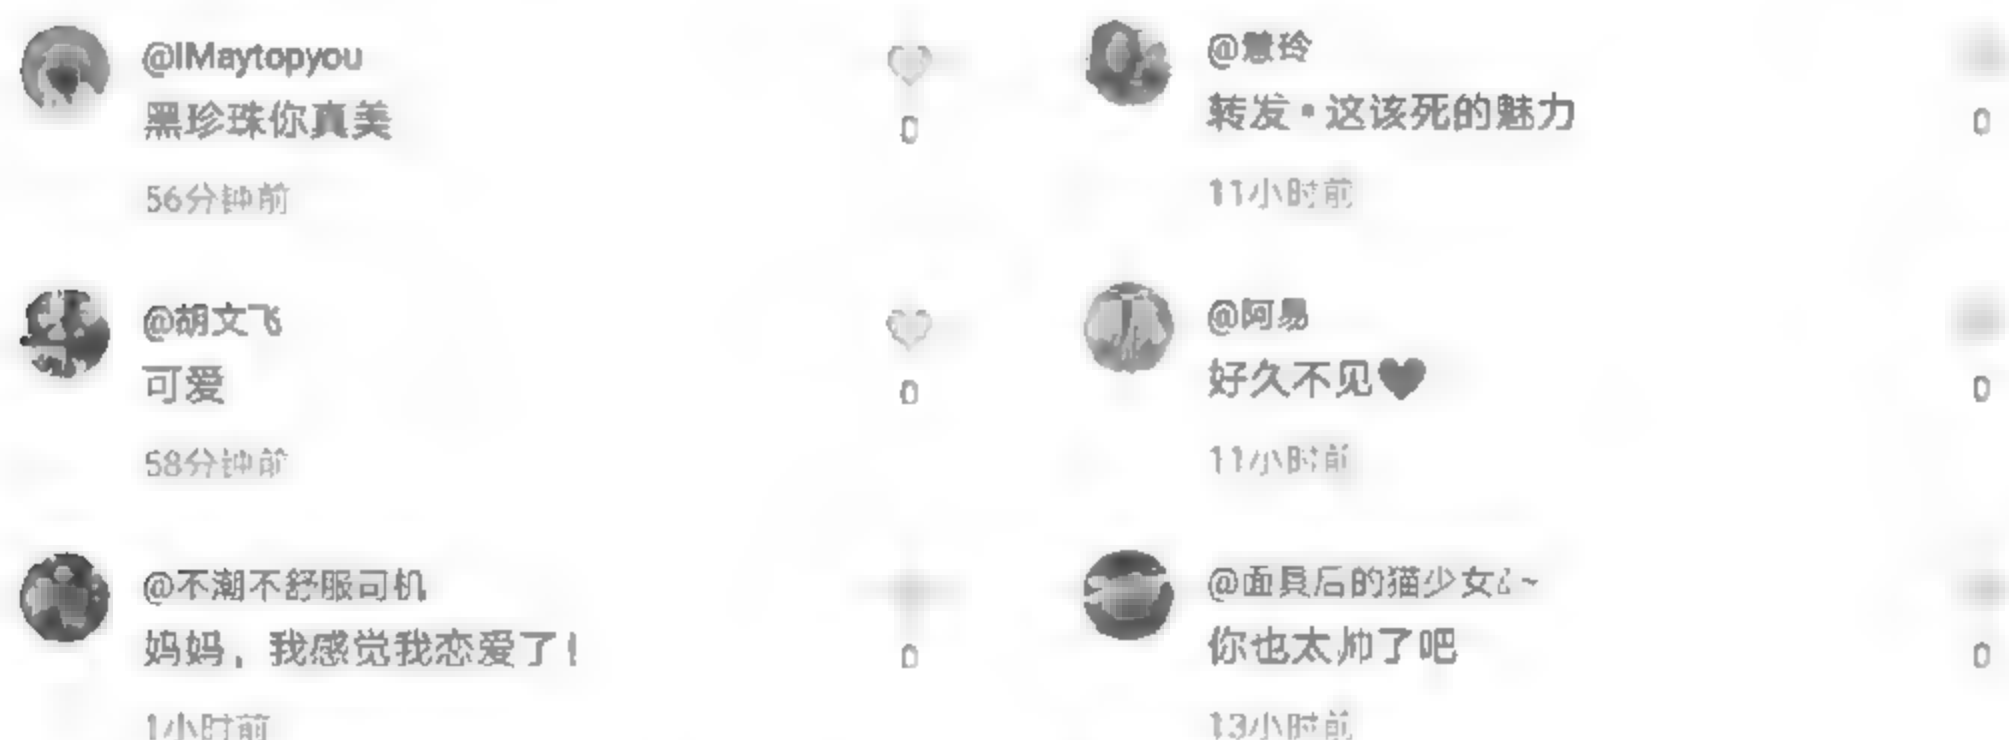 @IMaytopyou
黑珍珠你真美
0
56分钟前
@胡文飞
可爱
0
58分钟前
@不潮不舒服司机
妈妈，我感觉我恋爱了！
0
1小时前
@慧玲
转发·这该死的魅力
0
11小时前
@阿易
好久不见♥
0
11小时前
@面具后的猫少女~
你也太帅了吧
0
13小时前